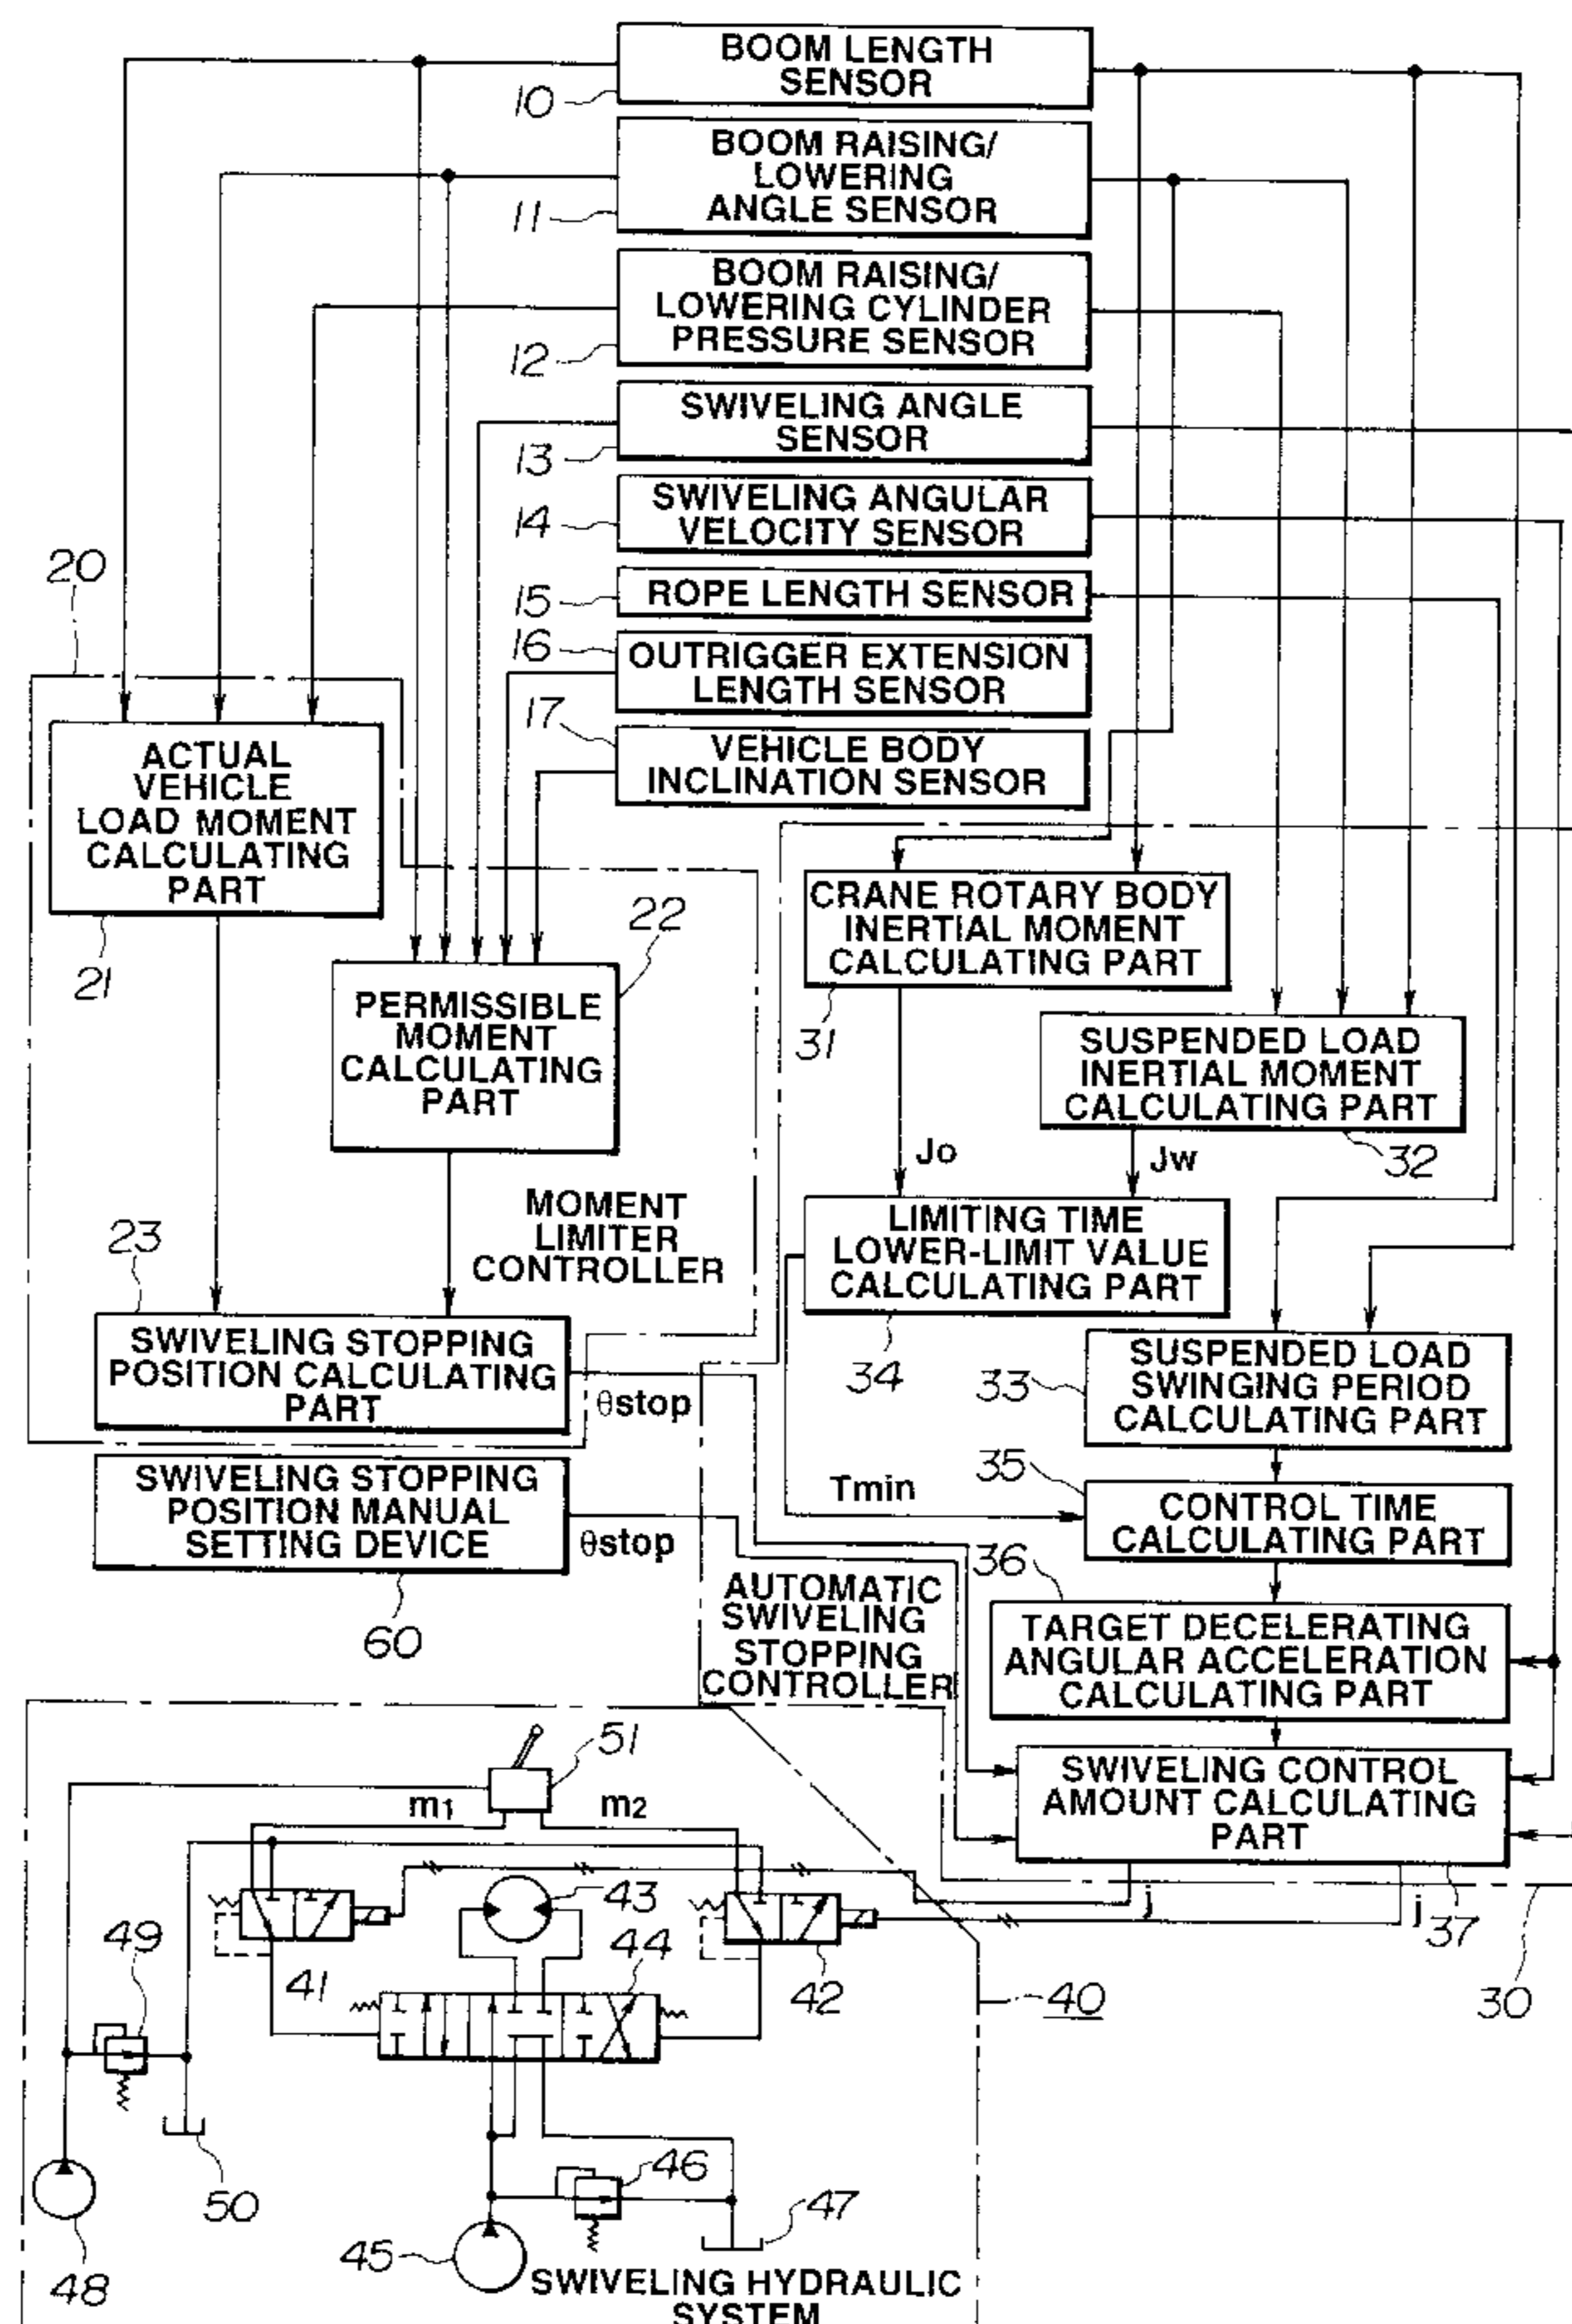 BOOM LENGTH
SENSOR
10
BOOM RAISING/
LOWERING
ANGLE SENSOR
11
BOOM RAISING/
LOWERING CYLINDER
PRESSURE SENSOR
12
SWIVELING ANGLE
SENSOR
13
SWIVELING ANGULAR
VELOCITY SENSOR
14
20
ROPE LENGTH SENSOR
15
16
OUTRIGGER EXTENSION
LENGTH SENSOR
17
VEHICLE BODY
INCLINATION SENSOR
ACTUAL
VEHICLE
LOAD MOMENT
CALCULATING
PART
21
22
CRANE ROTARY BODY
INERTIAL MOMENT
CALCULATING PART
31
PERMISSIBLE
MOMENT
CALCULATING
PART
SUSPENDED LOAD
INERTIAL MOMENT
CALCULATING PART
32
Jo
Jw
MOMENT
LIMITER
CONTROLLER
LIMITING TIME
LOWER-LIMIT VALUE
CALCULATING PART
34
23
SWIVELING STOPPING
POSITION CALCULATING
PART
θstop
SUSPENDED LOAD
SWINGING PERIOD
CALCULATING PART
33
SWIVELING STOPPING
POSITION MANUAL
SETTING DEVICE
θstop
60
35
Tmin
CONTROL TIME
CALCULATING PART
36
AUTOMATIC
SWIVELING
STOPPING
CONTROLLER
TARGET DECELERATING
ANGULAR ACCELERATION
CALCULATING PART
SWIVELING CONTROL
AMOUNT CALCULATING
PART
51
m1
m2
j
j
37
30
43
44
49
41
42
40
50
46
47
45
48
SWIVELING HYDRAULIC
SYSTEM